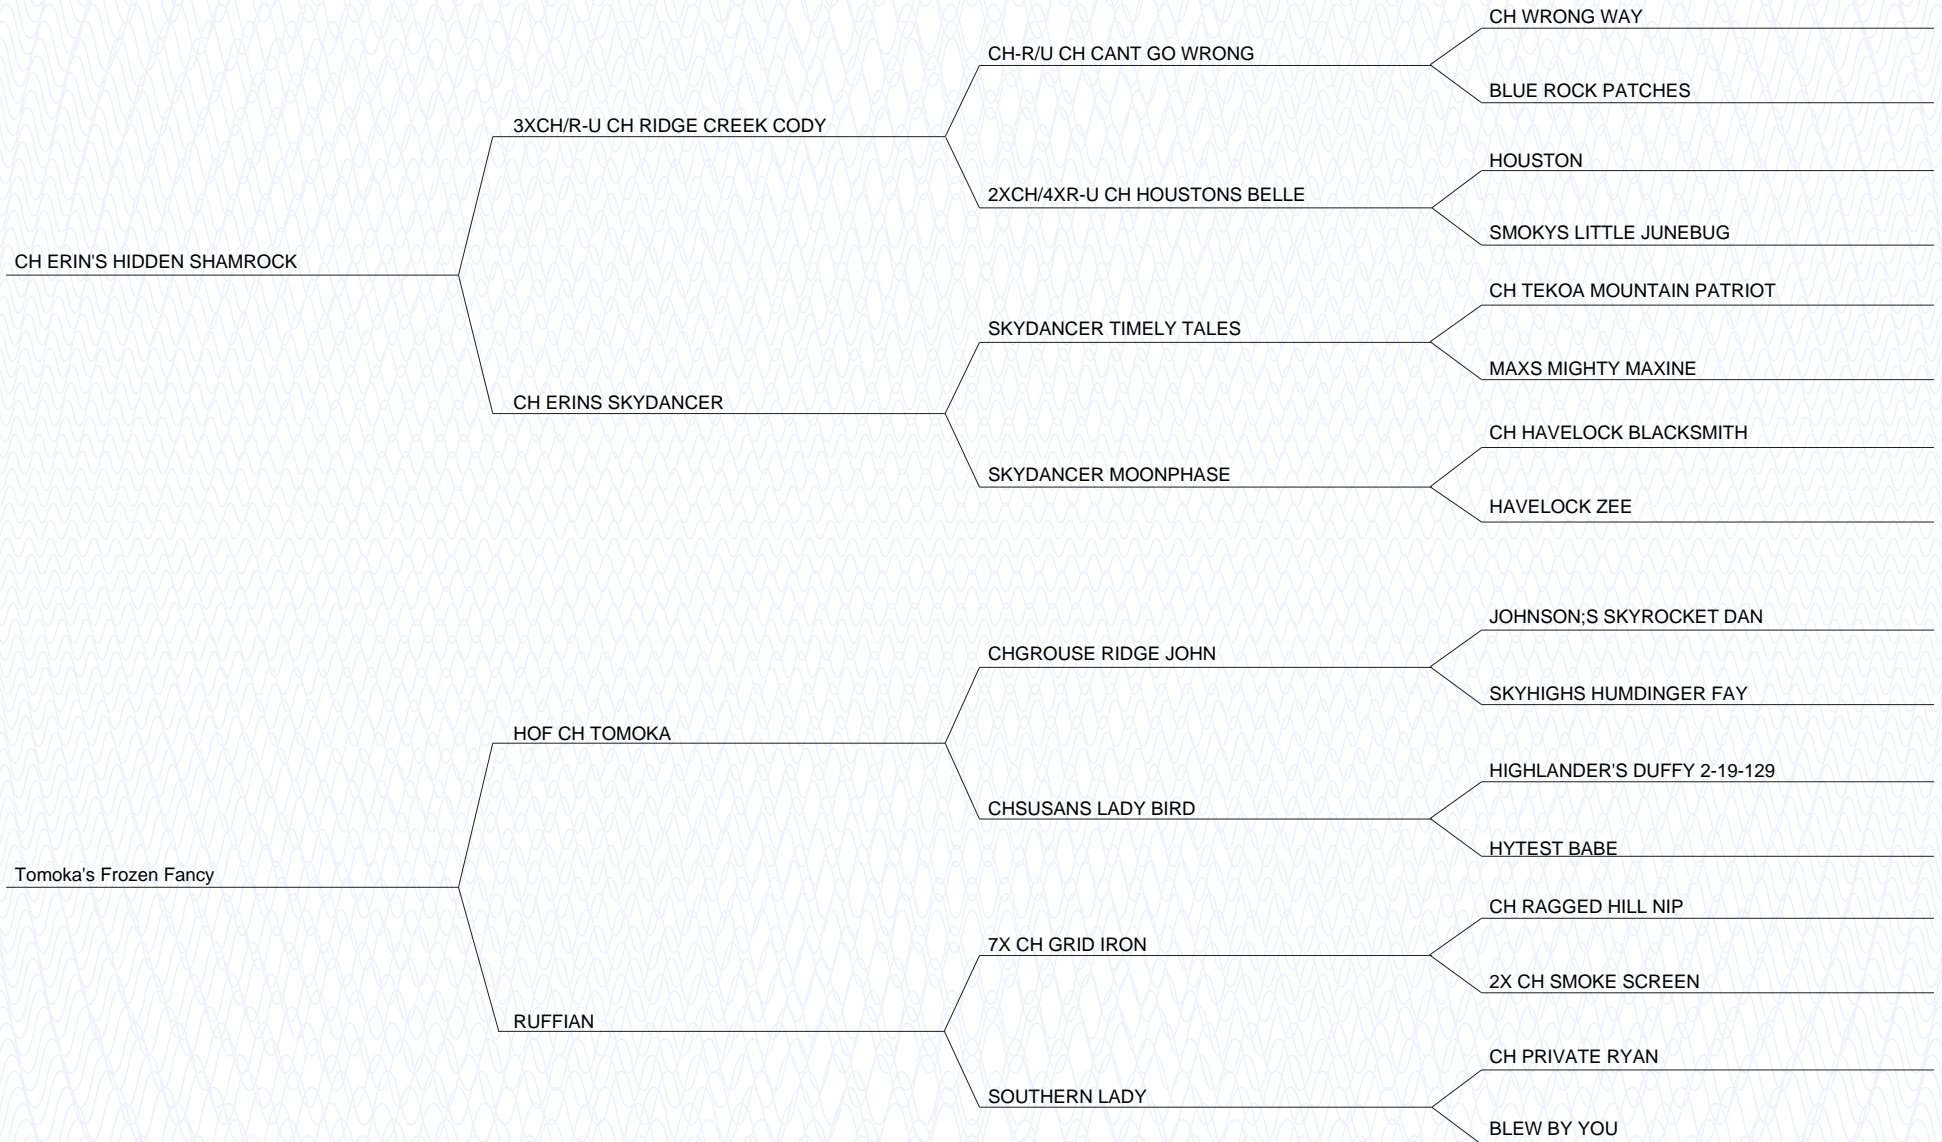 CH WRONG WAY
CH-R/U CH CANT GO WRONG
BLUE ROCK PATCHES
3XCH/R-U CH RIDGE CREEK CODY
HOUSTON
2XCH/4XR-U CH HOUSTONS BELLE
SMOKYS LITTLE JUNEBUG
CH ERIN'S HIDDEN SHAMROCK
CH TEKOA MOUNTAIN PATRIOT
SKYDANCER TIMELY TALES
MAXS MIGHTY MAXINE
CH ERINS SKYDANCER
CH HAVELOCK BLACKSMITH
SKYDANCER MOONPHASE
HAVELOCK ZEE
JOHNSON;S SKYROCKET DAN
CHGROUSE RIDGE JOHN
SKYHIGHS HUMDINGER FAY
HOF CH TOMOKA
HIGHLANDER'S DUFFY 2-19-129
CHSUSANS LADY BIRD
HYTEST BABE
Tomoka's Frozen Fancy
CH RAGGED HILL NIP
7X CH GRID IRON
2X CH SMOKE SCREEN
RUFFIAN
CH PRIVATE RYAN
SOUTHERN LADY
BLEW BY YOU